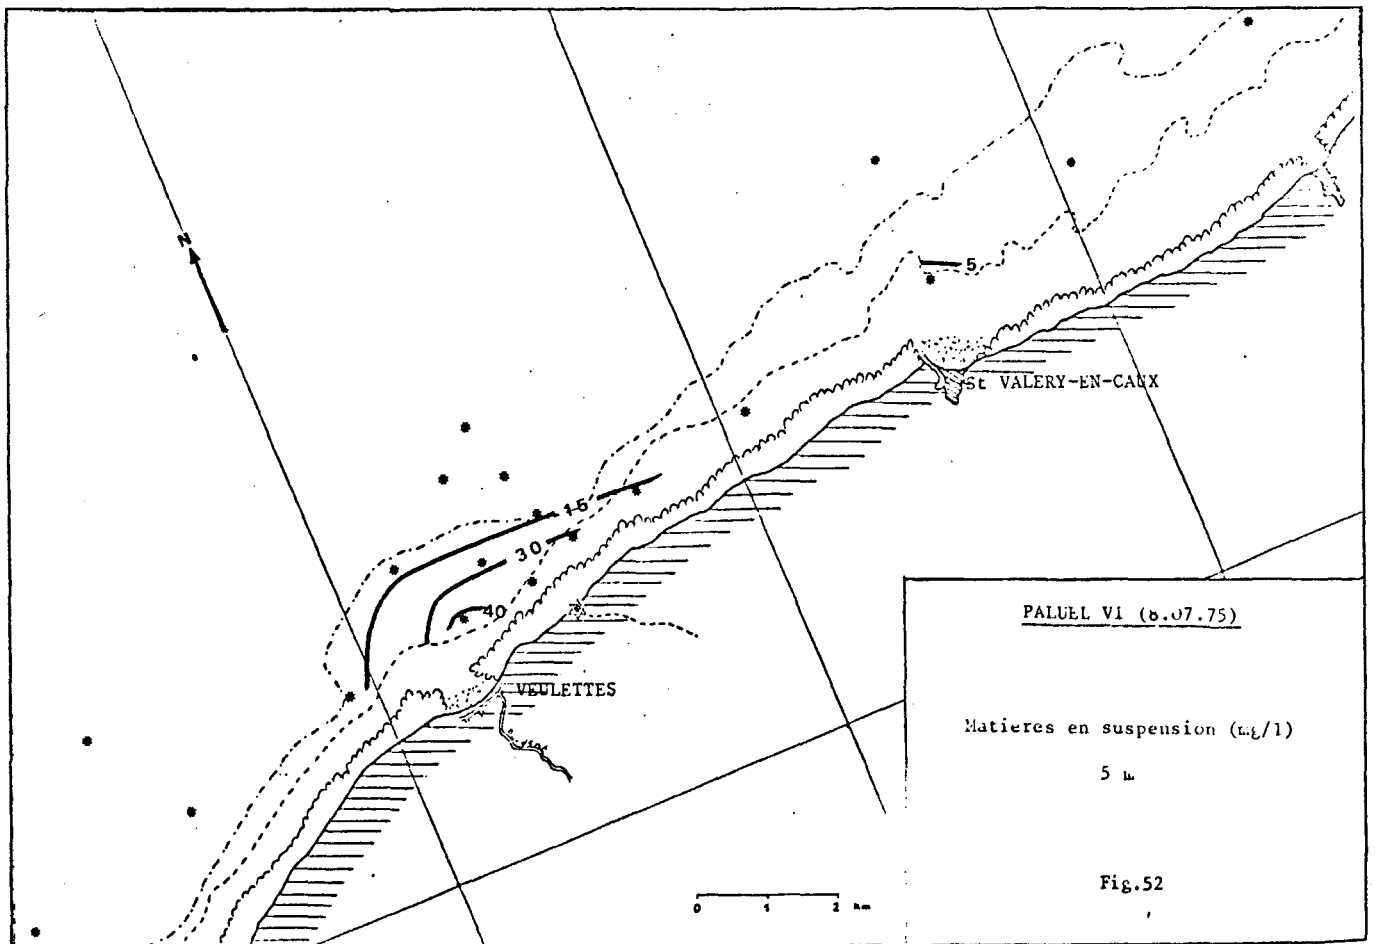 N
5
St VALERY-EN-CAUX
15
30
40
VEULETTES
PALUEL VI (8.07.75)
Matieres en suspension (mg/l)
5 m
Fig.52
0 1 2 km